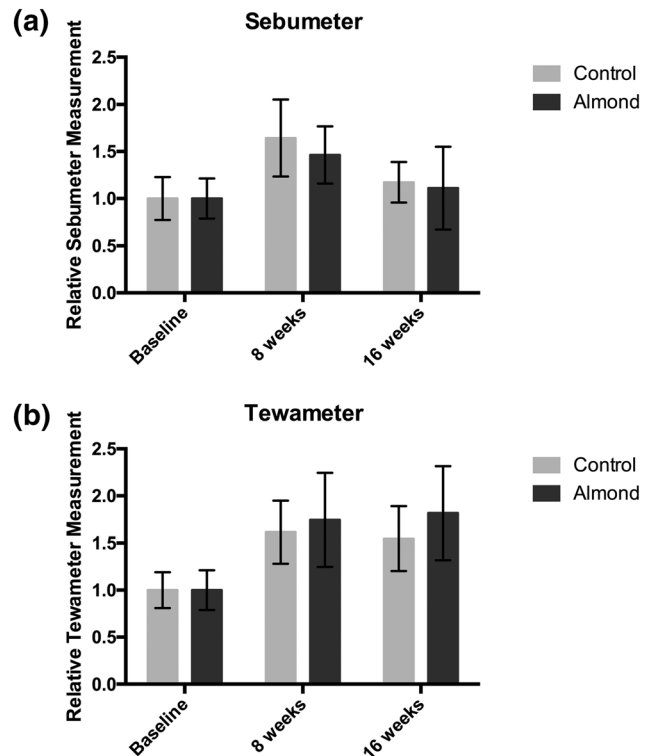 (a)
Sebumeter
Relative Sebumeter Measurement
2.5
2.0
1.5
1.0
0.5
0.0
Baseline
8 weeks
16 weeks
Control
Almond
(b)
Tewameter
Relative Tewameter Measurement
2.5
2.0
1.5
1.0
0.5
0.0
Baseline
8 weeks
16 weeks
Control
Almond